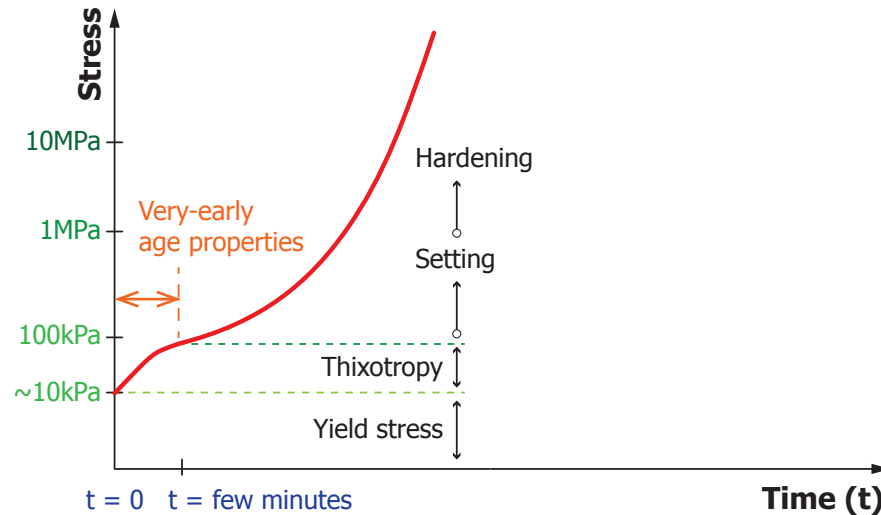 Stress
10MPa
Hardening
Very-early
age properties
1MPa
Setting
100kPa
Thixotropy
~10kPa
Yield stress
t = 0 t = few minutes
Time (t)